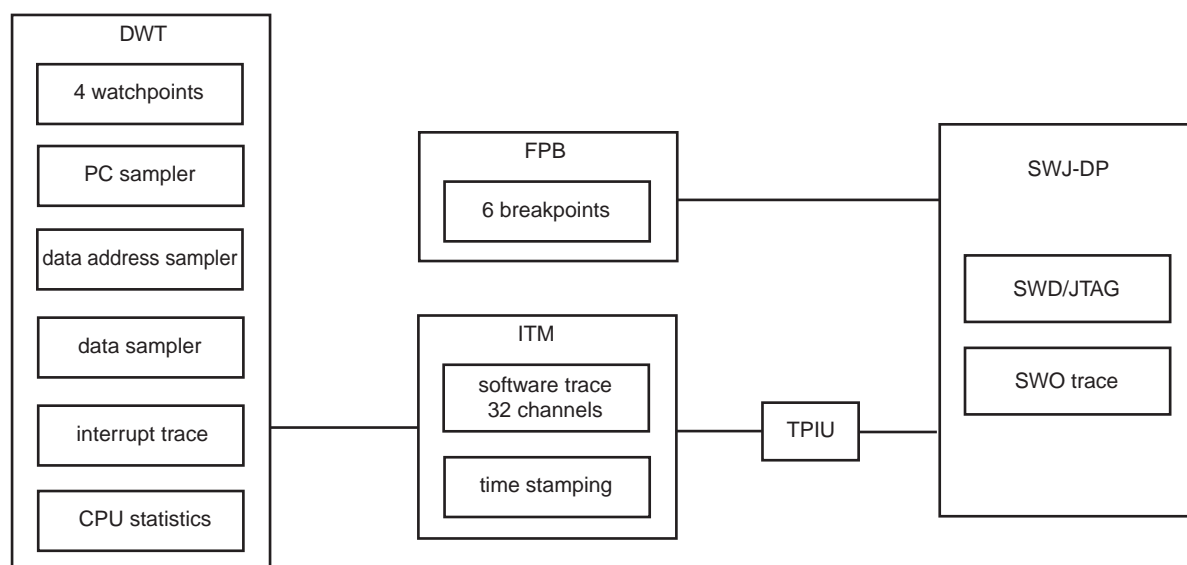 DWT
4 watchpoints
PC sampler
data address sampler
data sampler
interrupt trace
CPU statistics
FPB
6 breakpoints
ITM
software trace
32 channels
time stamping
TPIU
SWJ-DP
SWD/JTAG
SWO trace